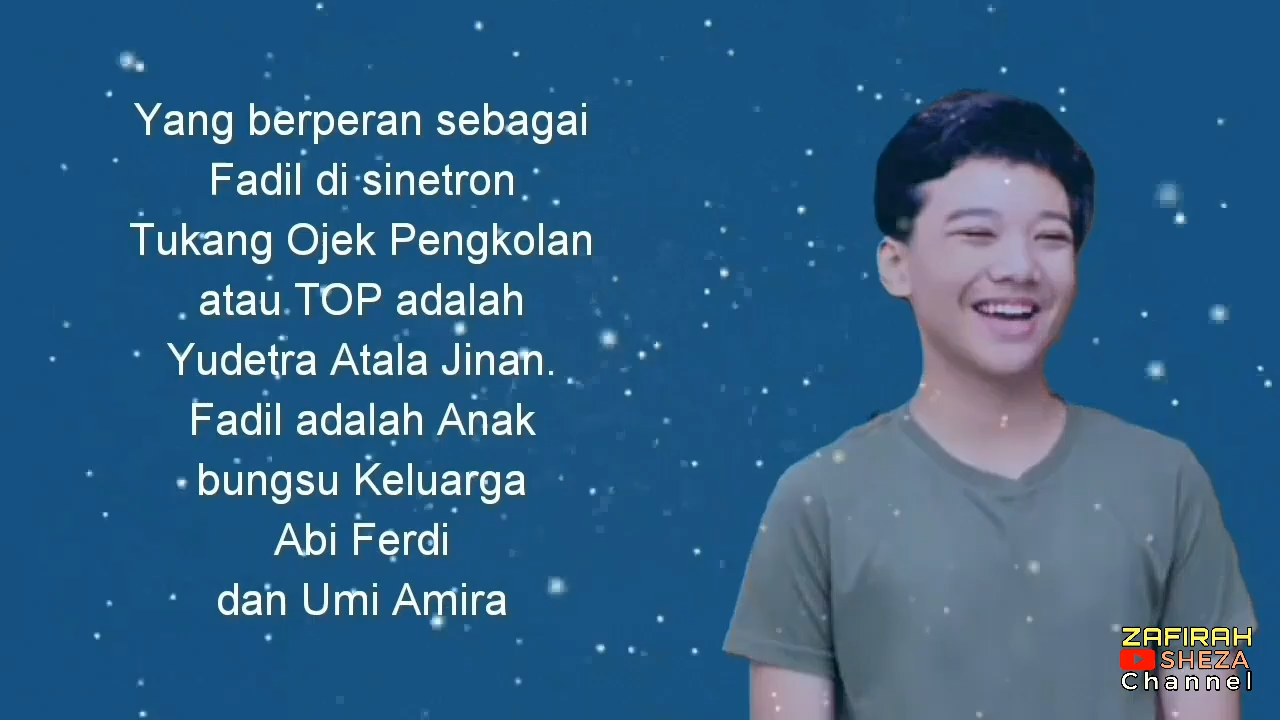 Yang berperan sebagai
Fadil di sinetron
Tukang Ojek Pengkolan
atau TOP adalah
Yudetra Atala Jinan.
Fadil adalah Anak
bungsu Keluarga
Abi Ferdi
dan Umi Amira
ZAFIRAH
SHEZA
Channel